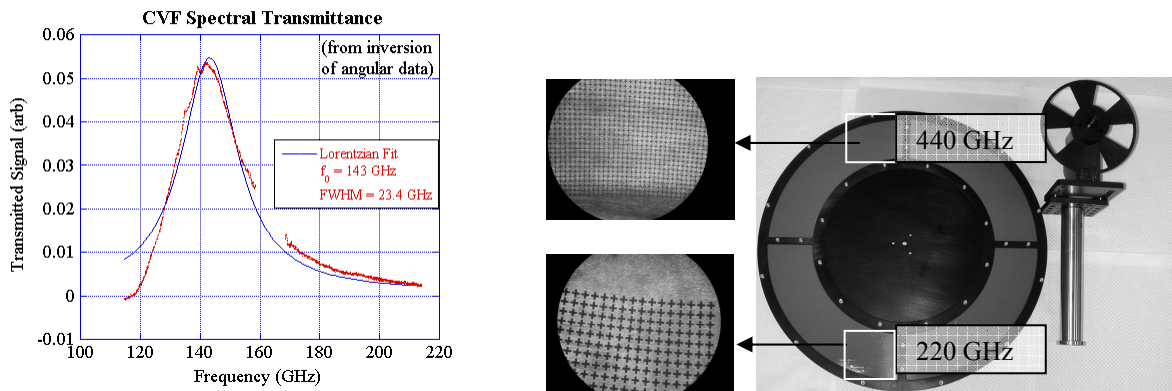 CVF Spectral Transmittance
(from inversion
of angular data)
Transmitted Signal (arb)
0.06
0.05
0.04
0.03
0.02
0.01
0
-0.01
Lorentzian Fit
f0 = 143 GHz
FWHM = 23.4 GHz
100 120 140 160 180 200 220
Frequency (GHz)
440 GHz
220 GHz